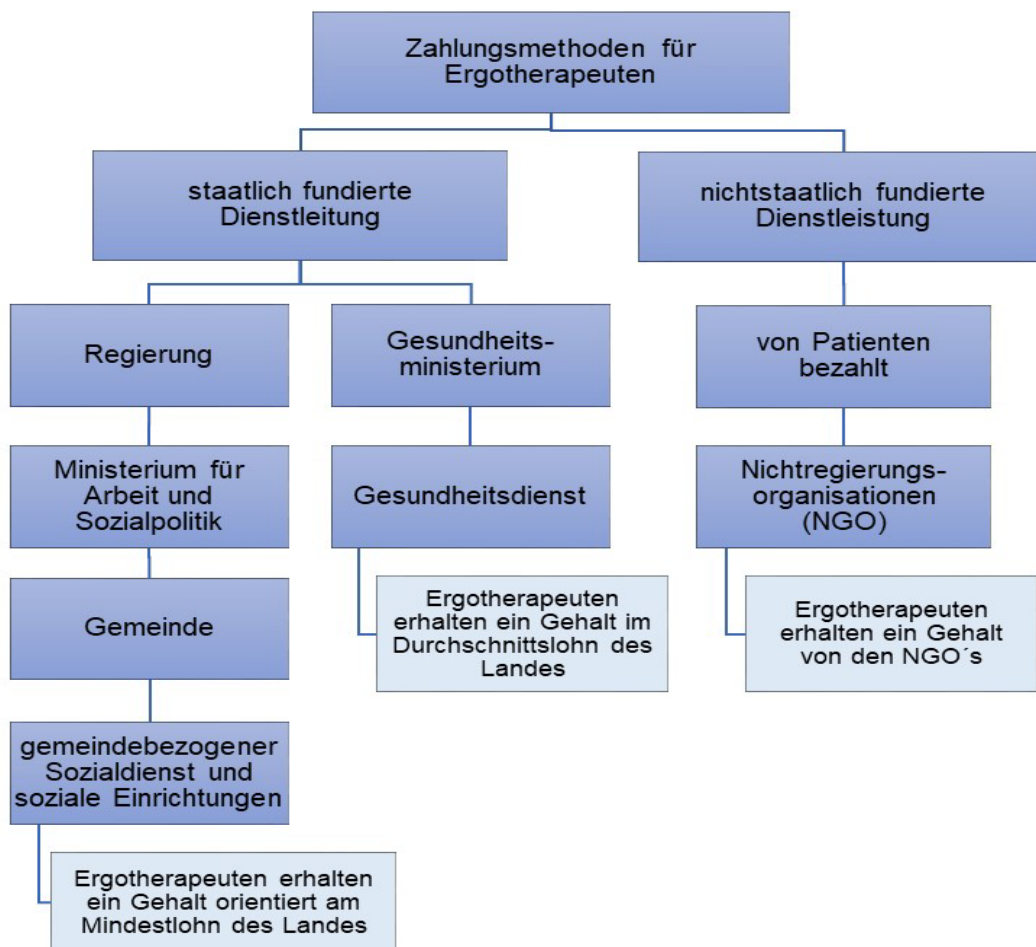 Zahlungsmethoden für
Ergotherapeuten
staatlich fundierte
Dienstleitung
nichtstaatlich fundierte
Dienstleistung
Regierung
Gesundheits-
ministerium
von Patienten
bezahlt
Ministerium für
Arbeit und
Sozialpolitik
Gesundheitsdienst
Nichtregierungs-
organisationen
(NGO)
Gemeinde
Ergotherapeuten
erhalten ein Gehalt im
Durchschnittslohn des
Landes
Ergotherapeuten
erhalten ein Gehalt
von den NGO´s
gemeindebezogener
Sozialdienst und
soziale Einrichtungen
Ergotherapeuten erhalten
ein Gehalt orientiert am
Mindestlohn des Landes